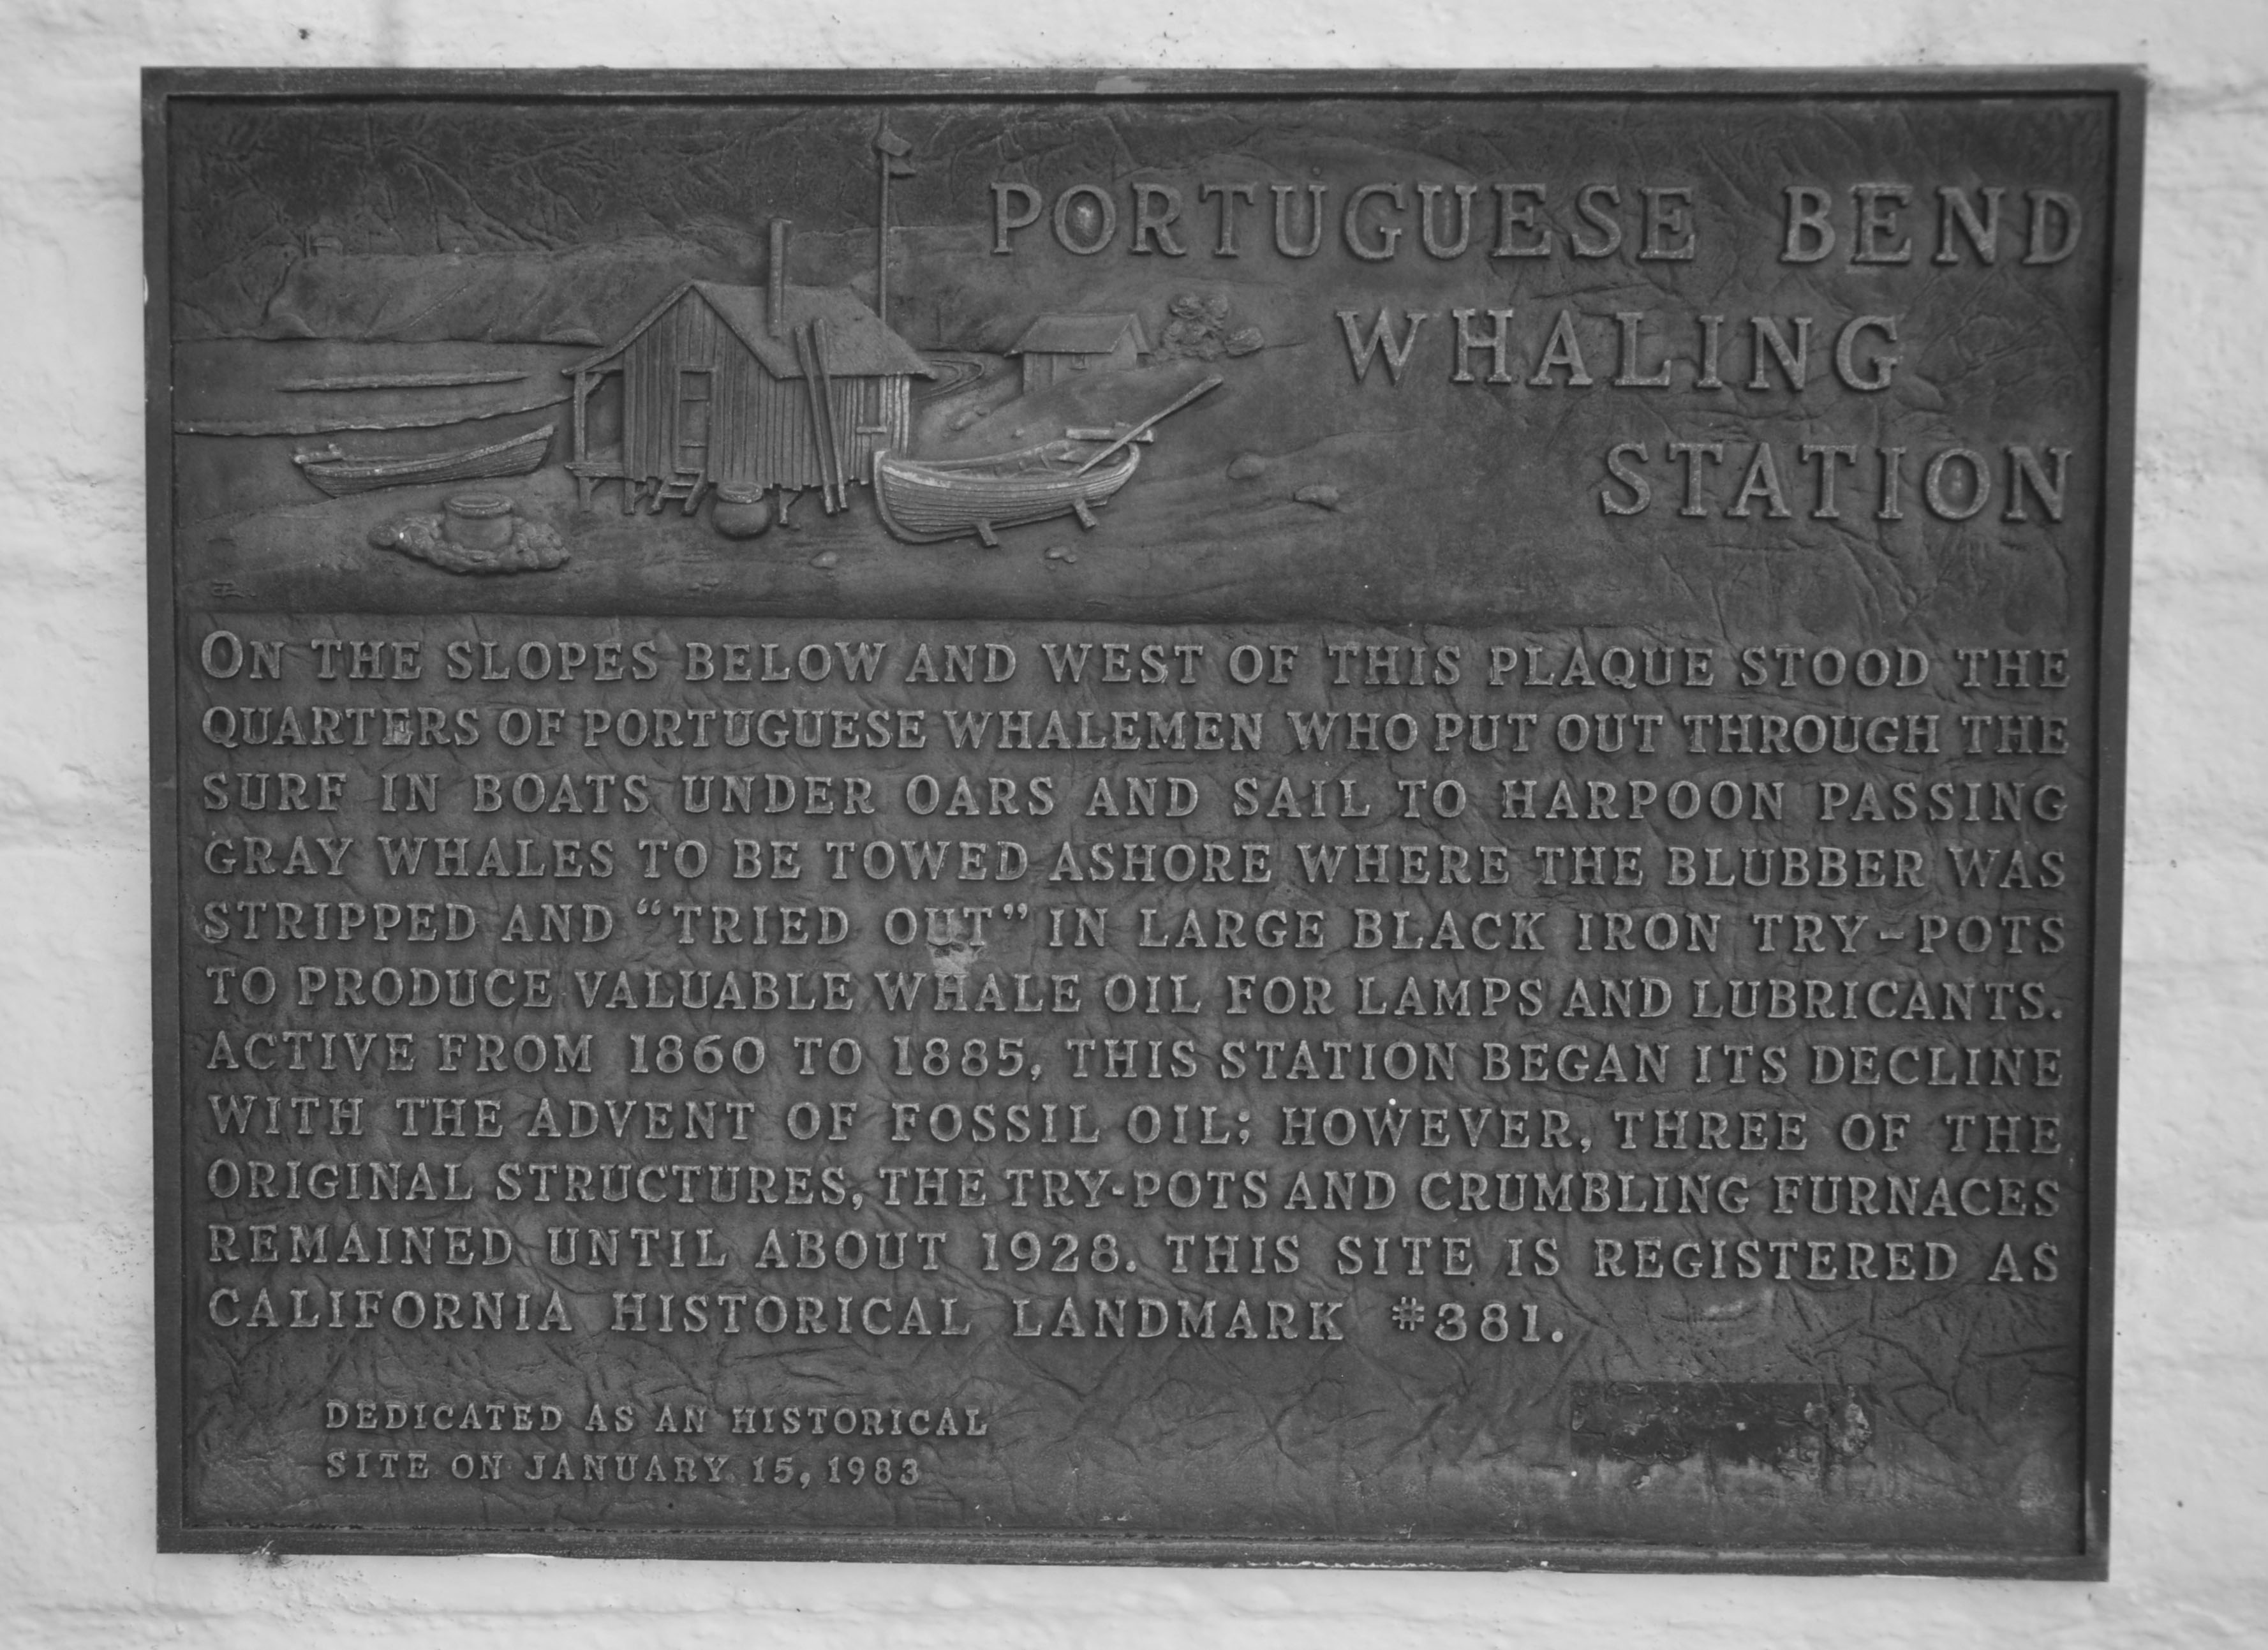 PORTUGUESE BEND
WHALING
STATION
ON THE SLOPES BELOW AND WEST OF THIS PLAQUE STOOD THE
QUARTERS OF PORTUGUESE WHALEMEN WHO PUT OUT THROUGH THE
SURF IN BOATS UNDER OARS AND SAIL TO HARPOON PASSING
GRAY WHALES TO BE TOWED ASHORE WHERE THE BLUBBER WAS
STRIPPED AND “TRIED OUT” IN LARGE BLACK IRON TRY-POTS
TO PRODUCE VALUABLE WHALE OIL FOR LAMPS AND LUBRICANTS.
ACTIVE FROM 1860 TO 1885, THIS STATION BEGAN ITS DECLINE
WITH THE ADVENT OF FOSSIL OIL; HOWEVER, THREE OF THE
ORIGINAL STRUCTURES, THE TRY-POTS AND CRUMBLING FURNACES
REMAINED UNTIL ABOUT 1928. THIS SITE IS REGISTERED AS
CALIFORNIA HISTORICAL LANDMARK #381.
DEDICATED AS AN HISTORICAL
SITE ON JANUARY 15, 1983